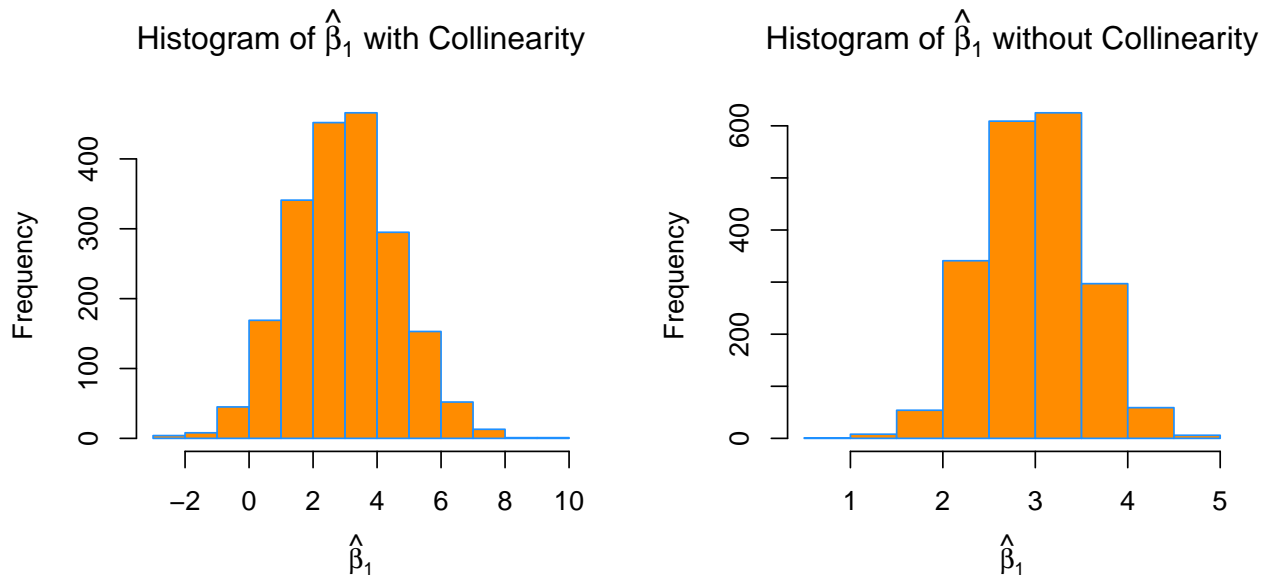 Histogram of β̂₁ with Collinearity
Frequency
400
300
200
100
0
−2 0 2 4 6 8 10
β̂₁
Histogram of β̂₁ without Collinearity
Frequency
600
400
200
0
1 2 3 4 5
β̂₁